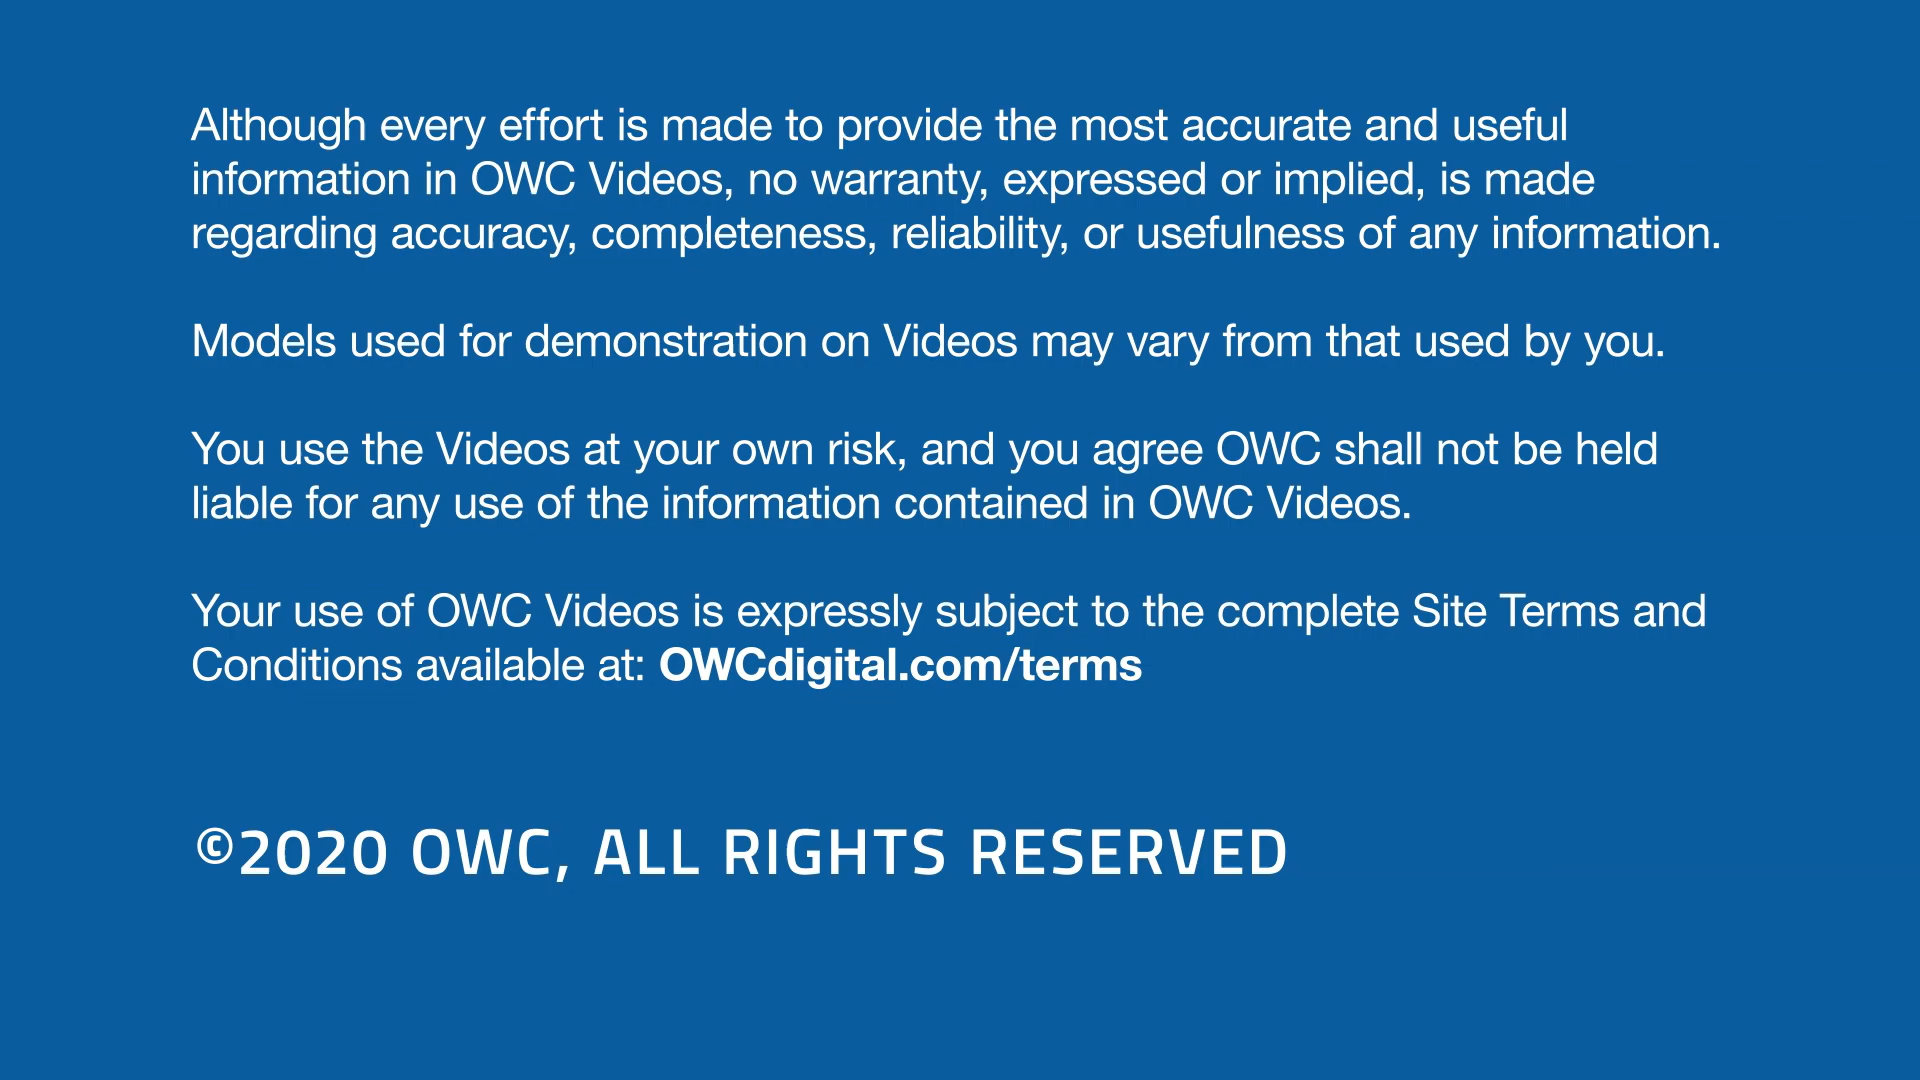 Although every effort is made to provide the most accurate and useful
information in OWC Videos, no warranty, expressed or implied, is made
regarding accuracy, completeness, reliability, or usefulness of any information.
Models used for demonstration on Videos may vary from that used by you.
You use the Videos at your own risk, and you agree OWC shall not be held
liable for any use of the information contained in OWC Videos.
Your use of OWC Videos is expressly subject to the complete Site Terms and
Conditions available at: OWCdigital.com/terms
©2020 OWC, ALL RIGHTS RESERVED